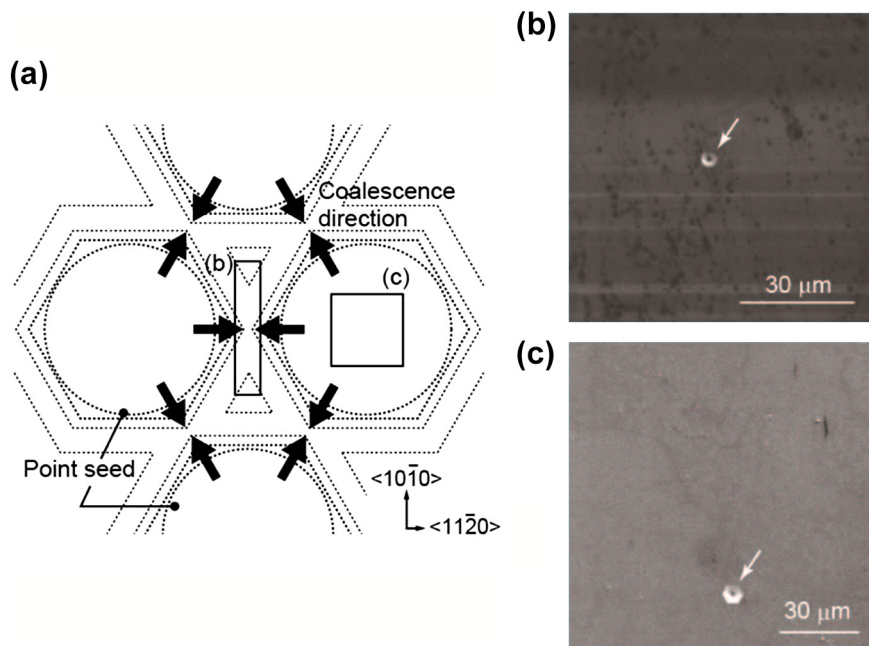 (a)
Coalescence
direction
(b)
(c)
Point seed
<101̄0>
<112̄0>
(b)
30 μm
(c)
30 μm